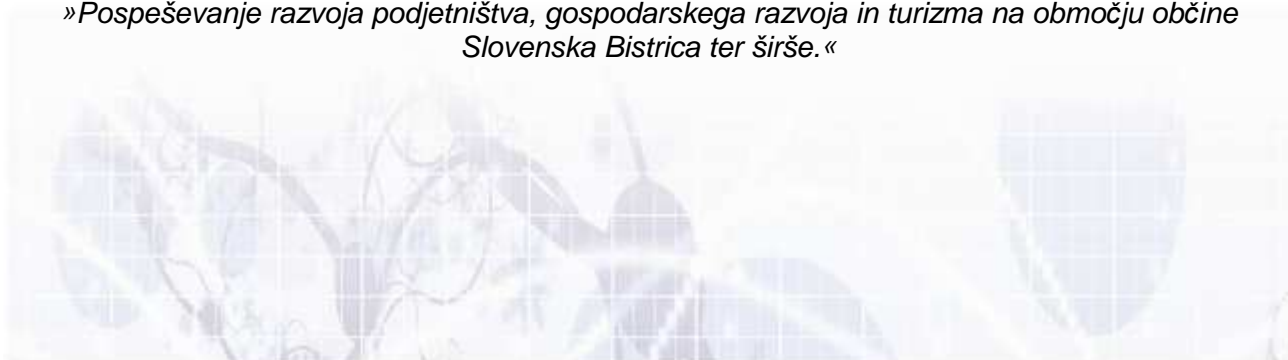 »Pospeševanje razvoja podjetništva, gospodarskega razvoja in turizma na območju občine
Slovenska Bistrica ter širše.«